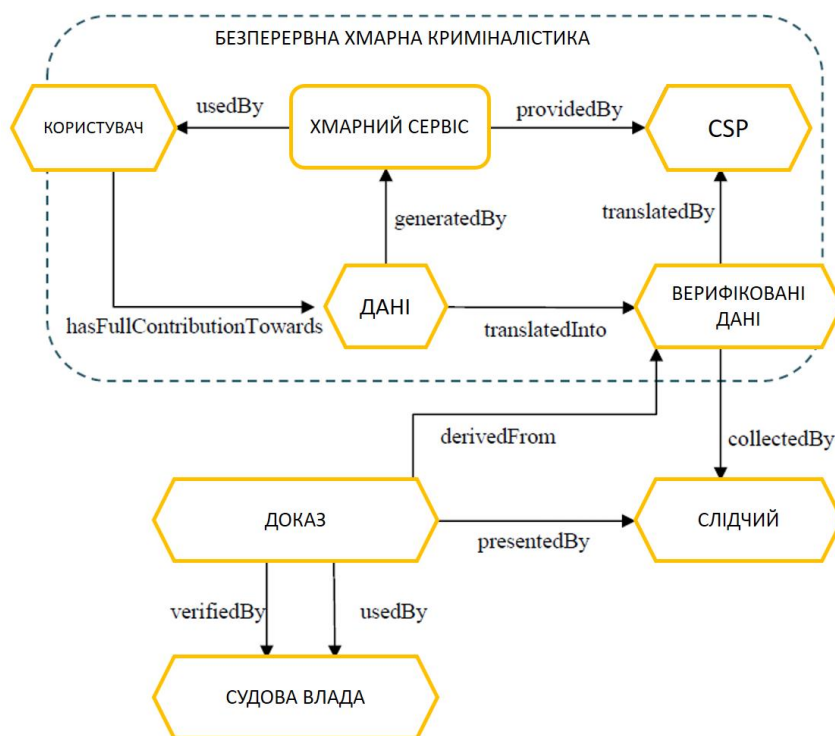 БЕЗПЕРЕРВНА ХМАРНА КРИМІНАЛІСТИКА
КОРИСТУВАЧ
usedBy
ХМАРНИЙ СЕРВІС
providedBy
CSP
generatedBy
translatedBy
hasFullContributionTowards
ДАНІ
translatedInto
ВЕРИФІКОВАНІ
ДАНІ
derivedFrom
collectedBy
ДОКАЗ
presentedBy
СЛІДЧИЙ
verifiedBy
usedBy
СУДОВА ВЛАДА